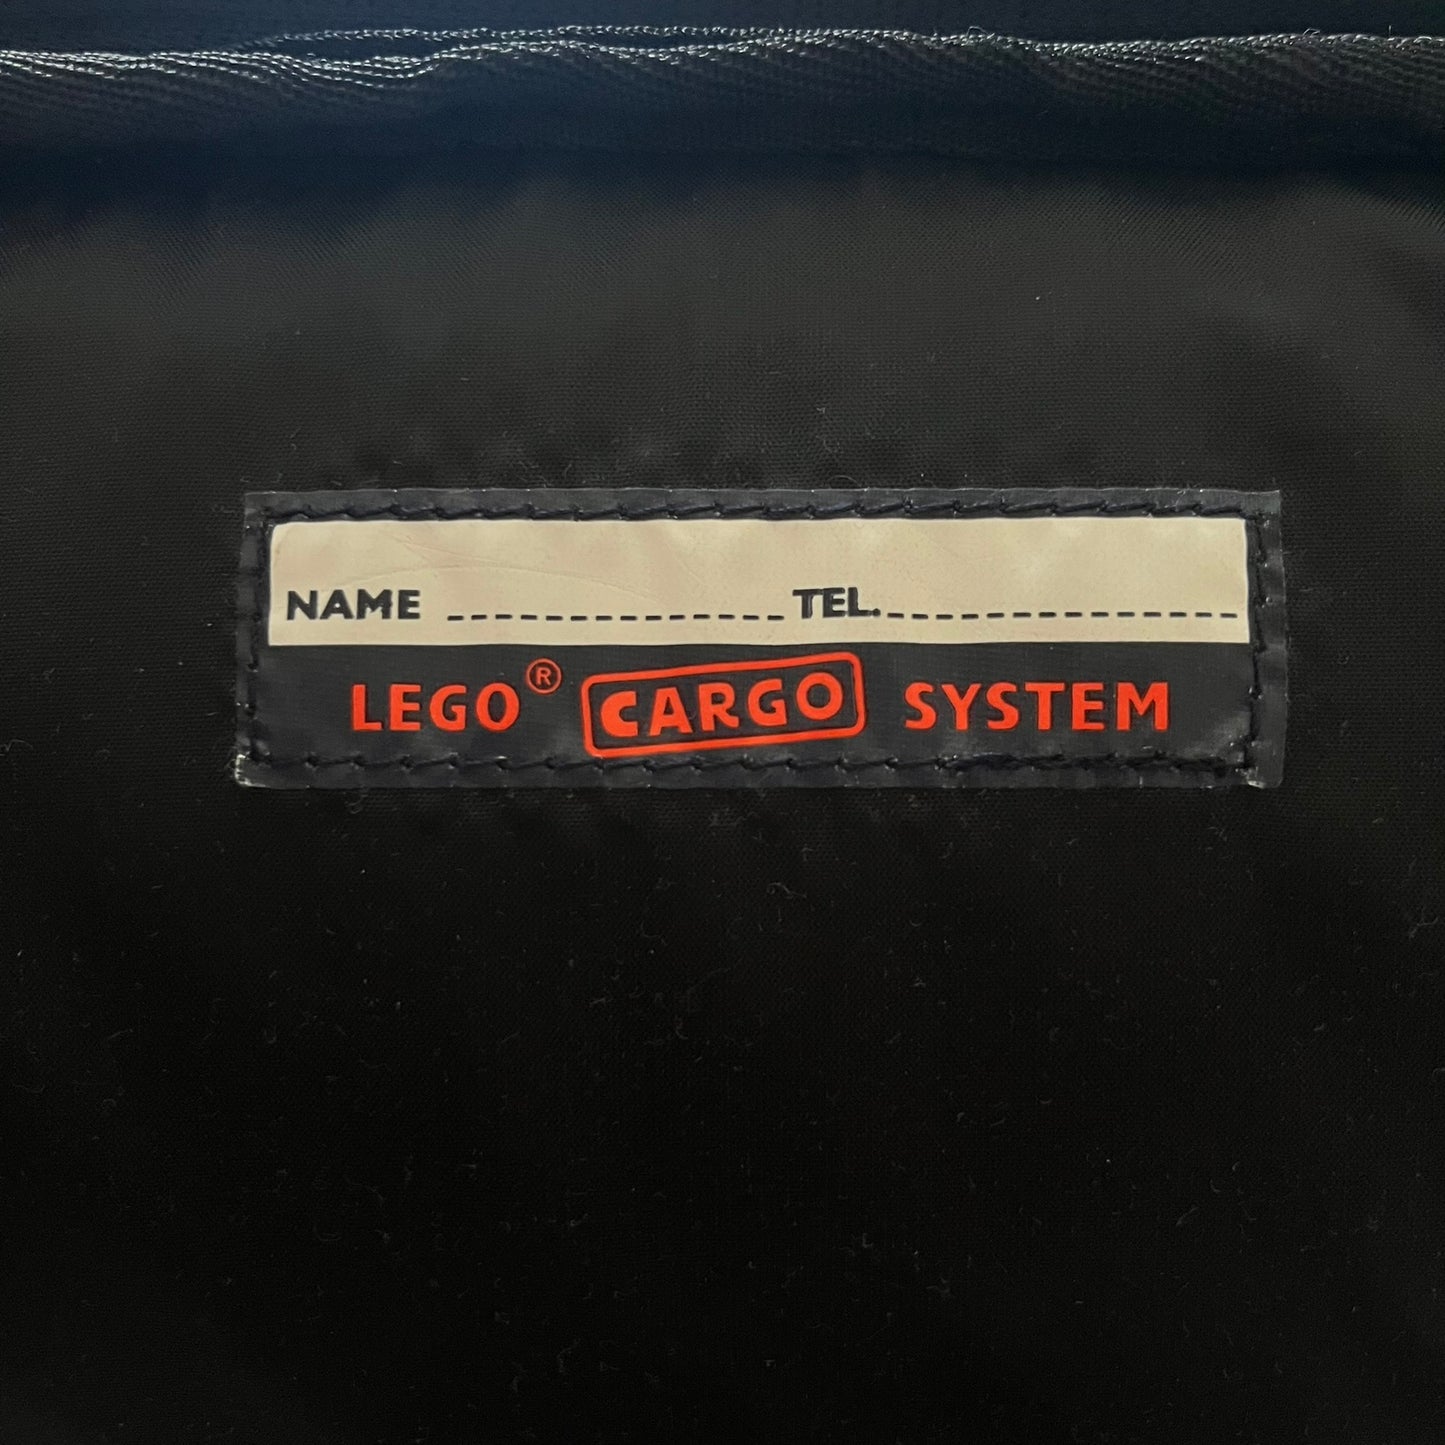 NAME _ _ _ _ _ _ _ _ _ _ _ _ _ TEL. _ _ _ _ _ _ _ _ _ _ _ _ _ _
LEGO® CARGO SYSTEM